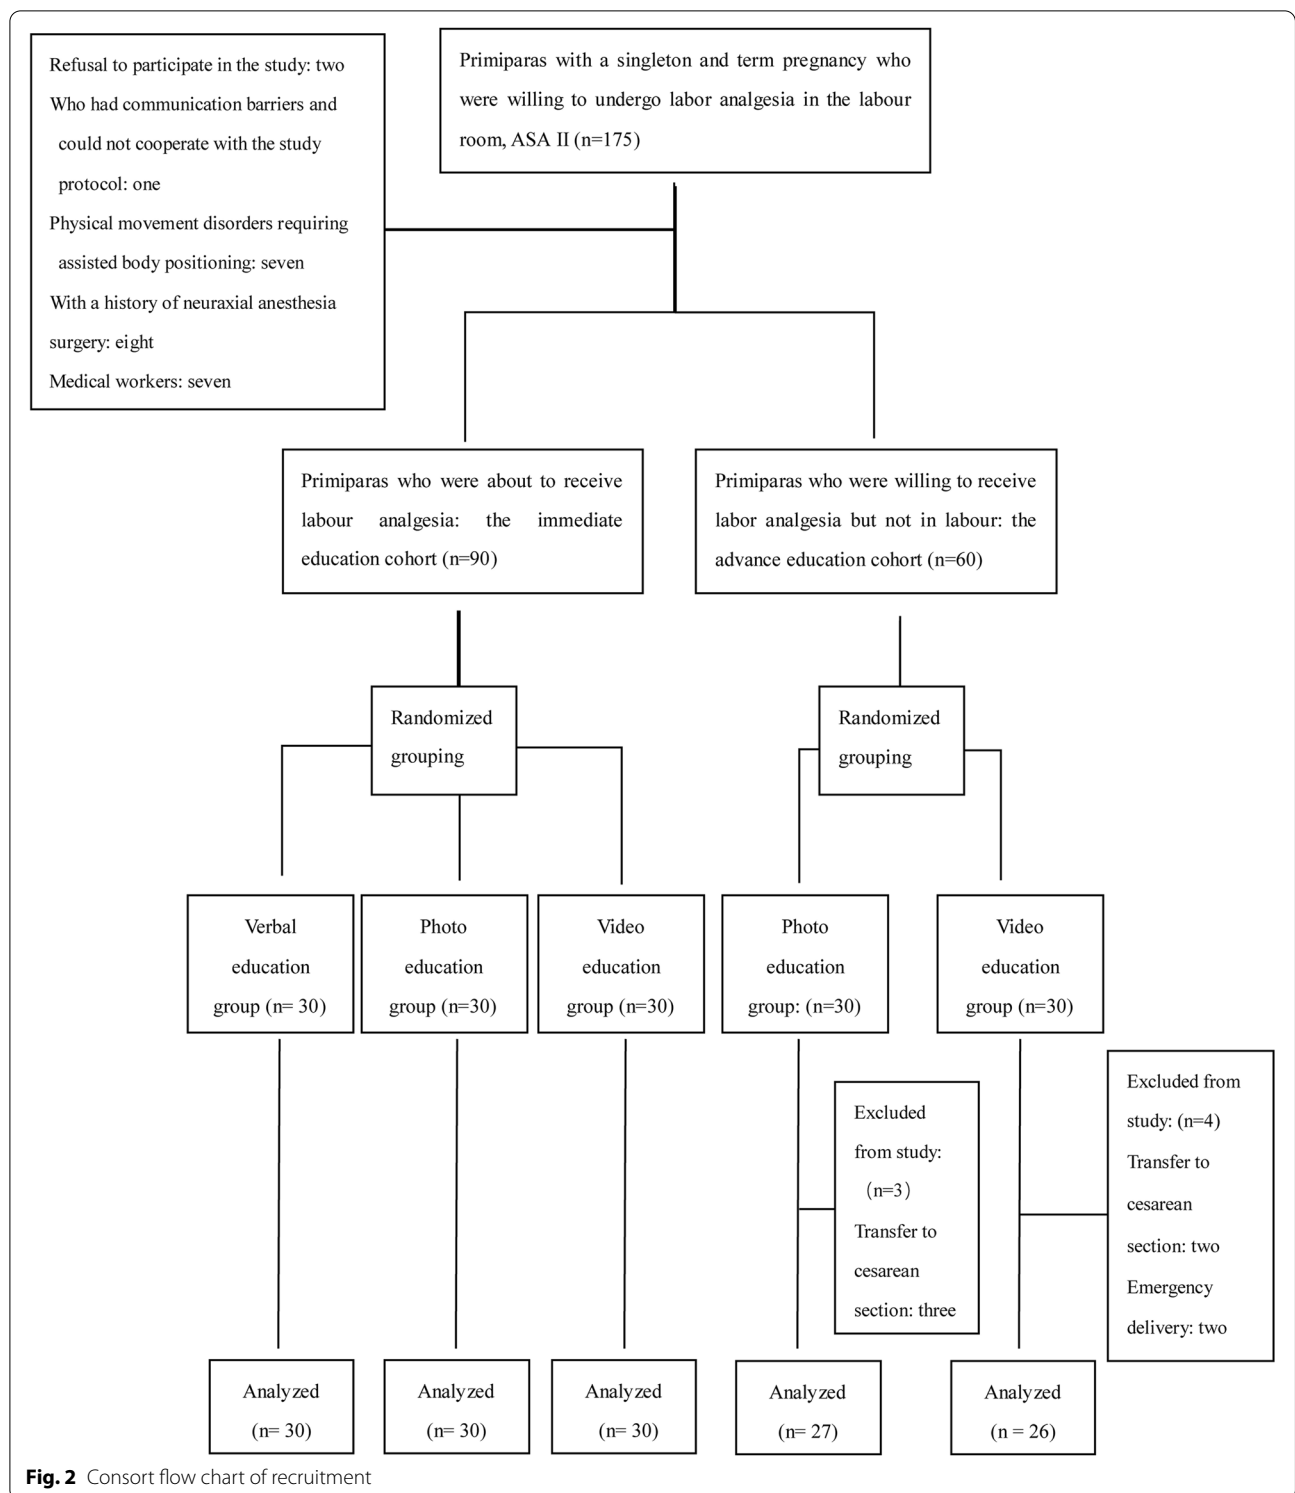 Refusal to participate in the study: two
Who had communication barriers and
could not cooperate with the study
protocol: one
Physical movement disorders requiring
assisted body positioning: seven
With a history of neuraxial anesthesia
surgery: eight
Medical workers: seven
Primiparas with a singleton and term pregnancy who
were willing to undergo labor analgesia in the labour
room, ASA II (n=175)
Primiparas who were about to receive
labour analgesia: the immediate
education cohort (n=90)
Primiparas who were willing to receive
labor analgesia but not in labour: the
advance education cohort (n=60)
Randomized
grouping
Randomized
grouping
Verbal
education
group (n= 30)
Photo
education
group (n=30)
Video
education
group (n=30)
Photo
education
group: (n=30)
Video
education
group (n=30)
Excluded
from study:
(n=3)
Transfer to
cesarean
section: three
Excluded from
study: (n=4)
Transfer to
cesarean
section: two
Emergency
delivery: two
Analyzed
(n= 30)
Analyzed
(n= 30)
Analyzed
(n= 30)
Analyzed
(n= 27)
Analyzed
(n = 26)
Fig. 2 Consort flow chart of recruitment